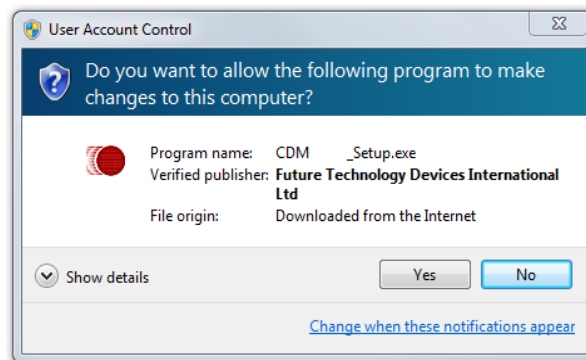 User Account Control
Do you want to allow the following program to make
changes to this computer?
Program name: CDM _Setup.exe
Verified publisher: Future Technology Devices International
Ltd
File origin: Downloaded from the Internet
Show details
Yes
No
Change when these notifications appear